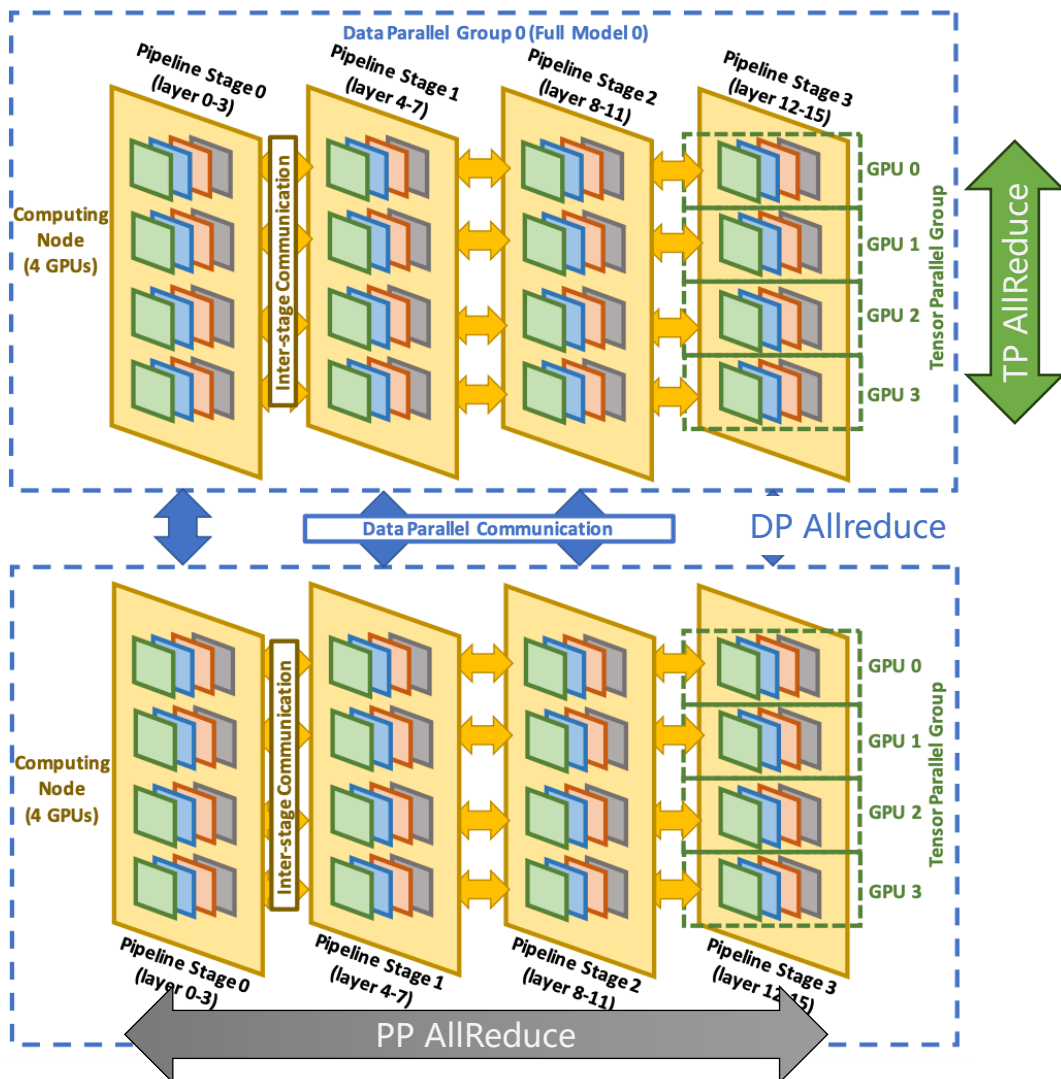 Data Parallel Group 0 (Full Model 0)
Pipeline Stage 0
(layer 0-3)
Pipeline Stage 1
(layer 4-7)
Pipeline Stage 2
(layer 8-11)
Pipeline Stage 3
(layer 12-15)
Computing
Node
(4 GPUs)
Inter-stage Communication
GPU 0
GPU 1
GPU 2
GPU 3
Tensor Parallel Group
TP AllReduce
Data Parallel Communication
DP Allreduce
Computing
Node
(4 GPUs)
Inter-stage Communication
GPU 0
GPU 1
GPU 2
GPU 3
Tensor Parallel Group
Pipeline Stage 0
(layer 0-3)
Pipeline Stage 1
(layer 4-7)
Pipeline Stage 2
(layer 8-11)
Pipeline Stage 3
(layer 12-15)
PP AllReduce